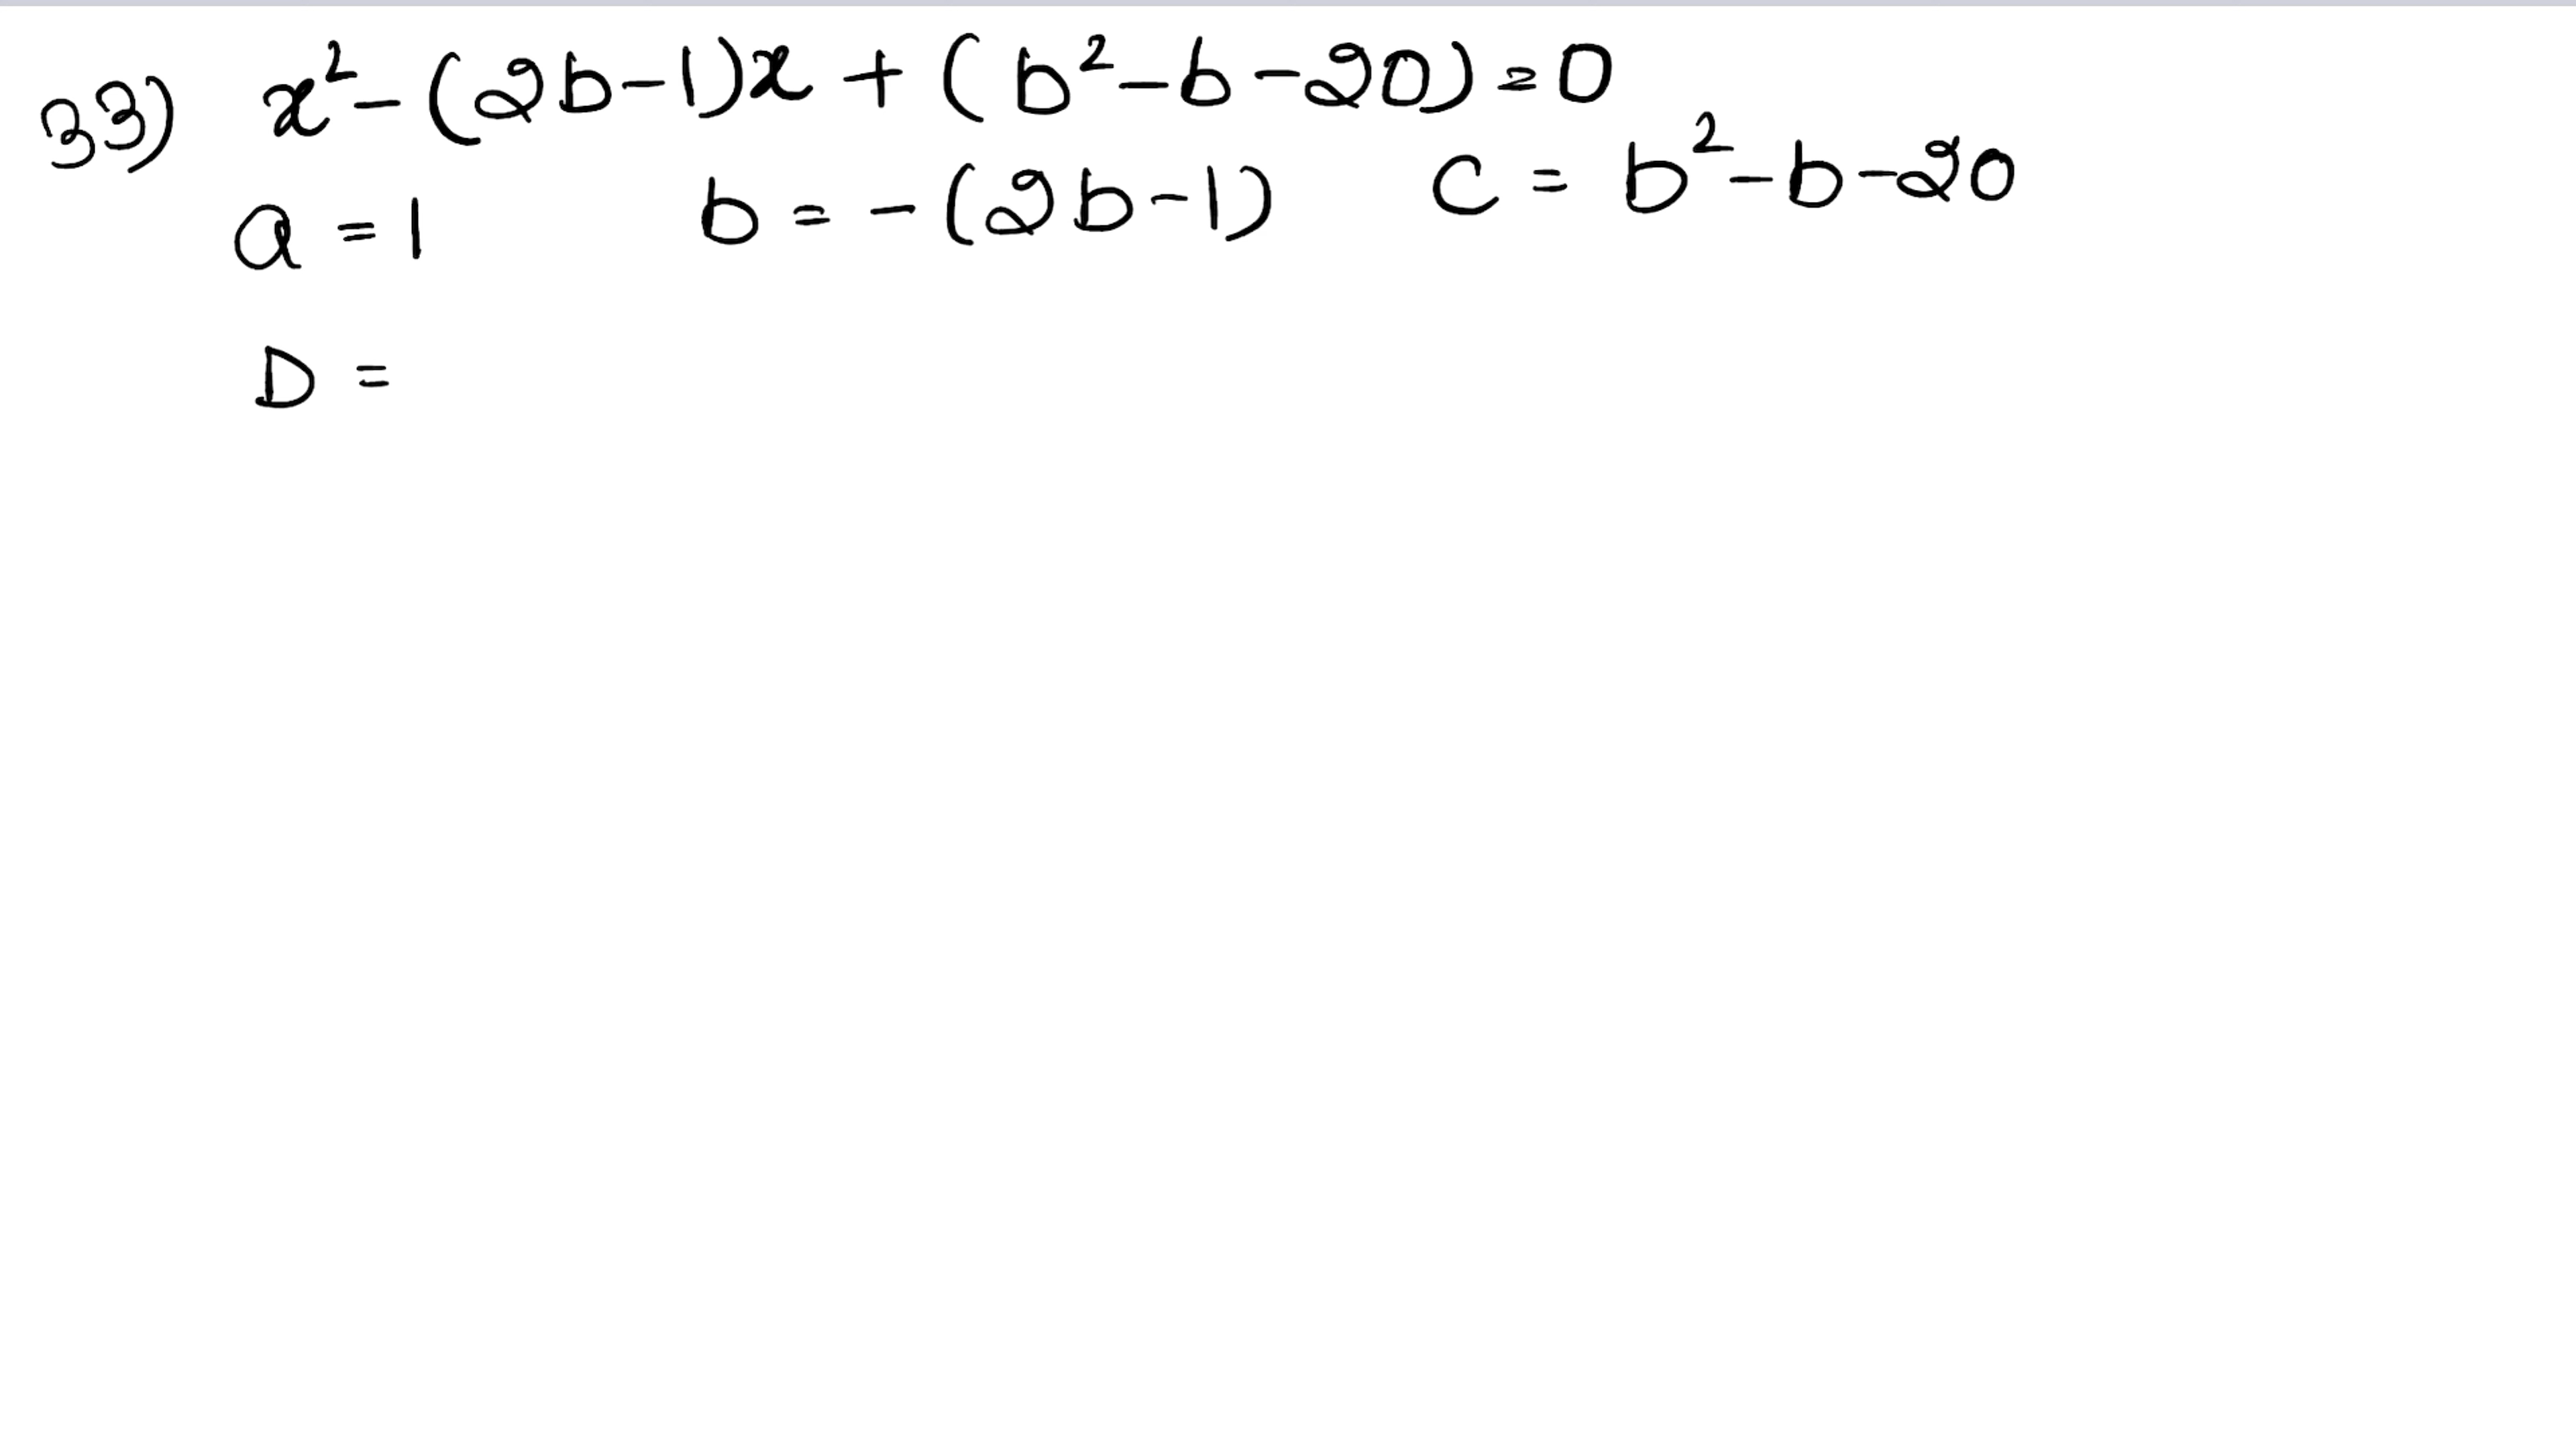 33) x² - (2b-1)x + (b²-b-20) = 0
a = 1 b = -(2b-1) c = b²-b-20
D =